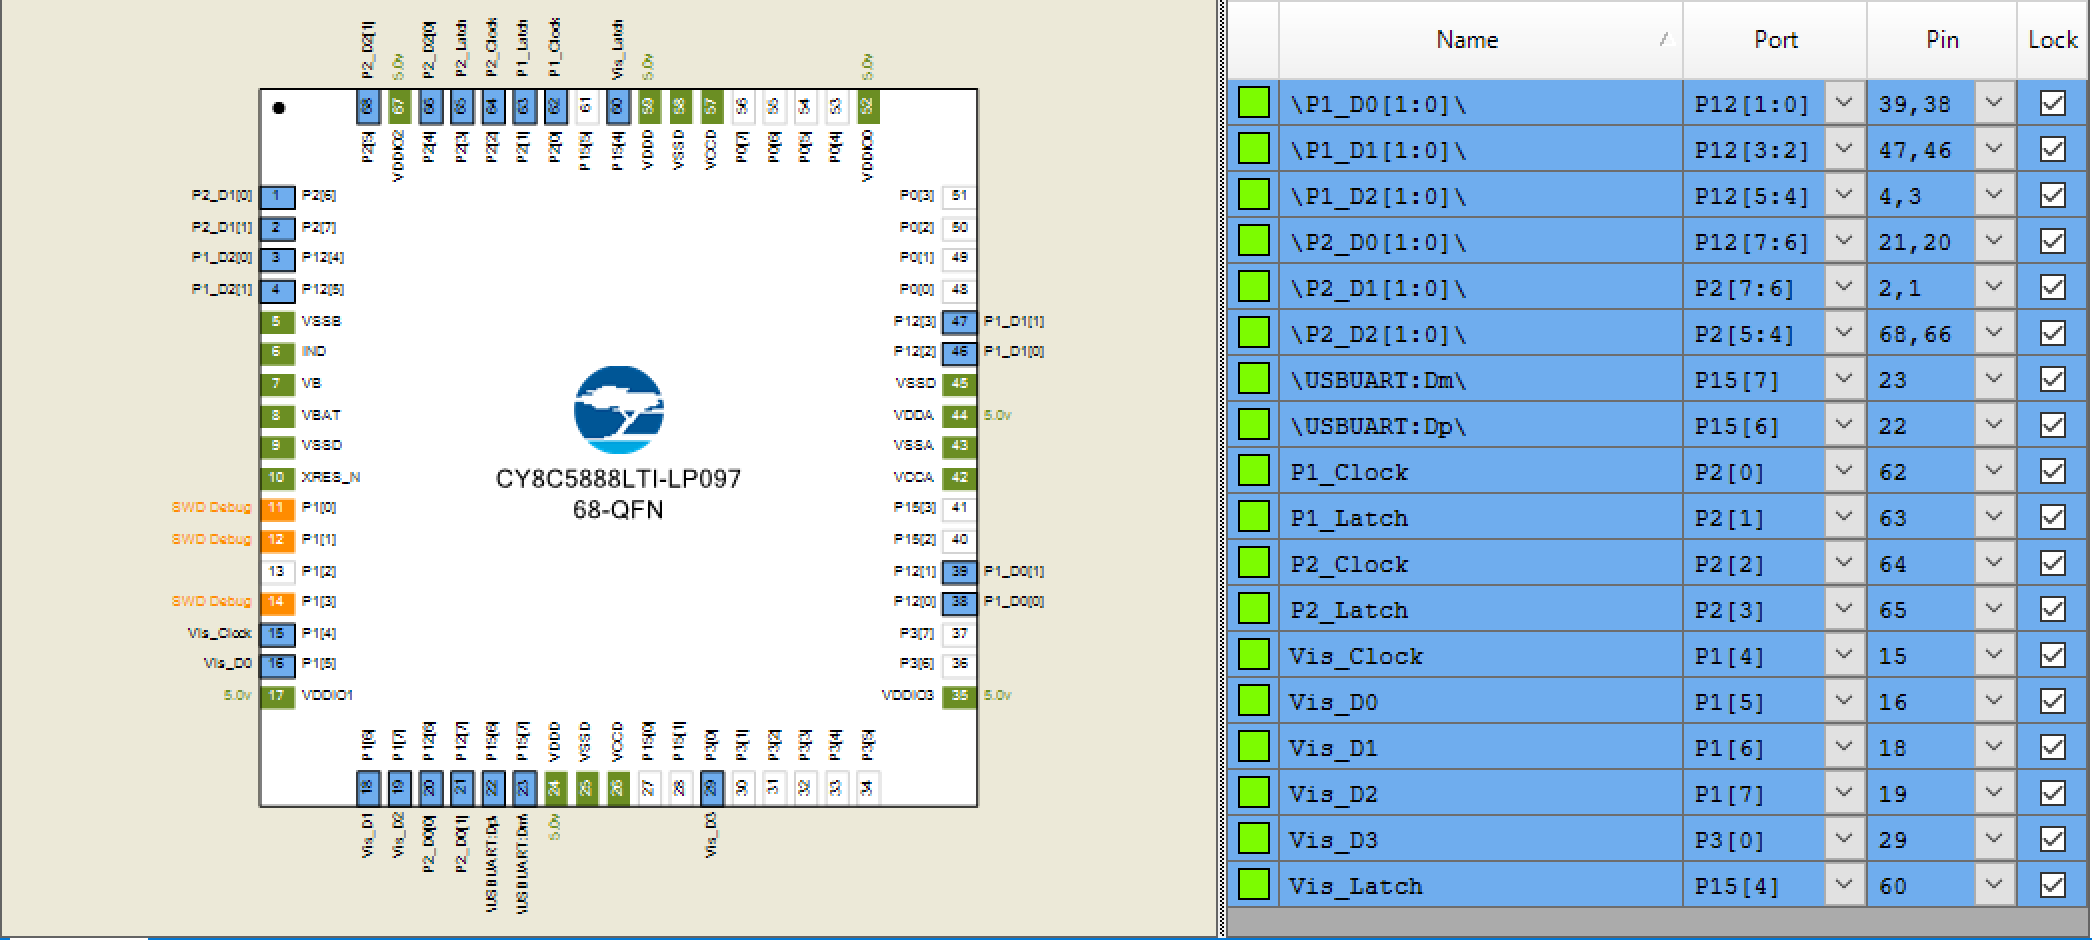 P2_D2[1] 5.0v P2_D2[0] P2_Latch P2_Clock P1_Latch P1_Clock Vis_Latch 5.0v 5.0v
68 67 66 65 64 63 62 61 60 59 58 57 56 55 54 53 52
P2[5] VDDIO2 P2[4] P2[3] P2[2] P2[1] P2[0] P15[5] P15[4] VDDD VSSD VCCD P0[7] P0[6] P0[5] P0[4] VDDIO0
P2_D1[0] 1 P2[6]
P2_D1[1] 2 P2[7]
P1_D2[0] 3 P12[4]
P1_D2[1] 4 P12[5]
5 VSSB
6 IND
7 VB
8 VBAT
9 VSSD
10 XRES_N
SWD Debug 11 P1[0]
SWD Debug 12 P1[1]
13 P1[2]
SWD Debug 14 P1[3]
Vis_Clock 15 P1[4]
Vis_D0 16 P1[5]
5.0v 17 VDDIO1
CY8C5888LTI-LP097
68-QFN
P0[3] 51
P0[2] 50
P0[1] 49
P0[0] 48
P12[3] 47 P1_D1[1]
P12[2] 46 P1_D1[0]
VSSD 45
VDDA 44 5.0v
VSSA 43
VCCA 42
P15[3] 41
P15[2] 40
P12[1] 39 P1_D0[1]
P12[0] 38 P1_D0[0]
P3[7] 37
P3[6] 36
VDDIO3 35 5.0v
P1[6] P1[7] P12[6] P12[7] P15[6] P15[7] VDDD VSSD VCCD P15[0] P15[1] P3[0] P3[1] P3[2] P3[3] P3[4] P3[5]
18 19 20 21 22 23 24 25 26 27 28 29 30 31 32 33 34
Vis_D1 Vis_D2 P2_D0[0] P2_D0[1] \USBUART:Dp\ \USBUART:Dm\ 5.0v Vis_D3
Name Port Pin Lock
\P1_D0[1:0]\ P12[1:0] 39,38
\P1_D1[1:0]\ P12[3:2] 47,46
\P1_D2[1:0]\ P12[5:4] 4,3
\P2_D0[1:0]\ P12[7:6] 21,20
\P2_D1[1:0]\ P2[7:6] 2,1
\P2_D2[1:0]\ P2[5:4] 68,66
\USBUART:Dm\ P15[7] 23
\USBUART:Dp\ P15[6] 22
P1_Clock P2[0] 62
P1_Latch P2[1] 63
P2_Clock P2[2] 64
P2_Latch P2[3] 65
Vis_Clock P1[4] 15
Vis_D0 P1[5] 16
Vis_D1 P1[6] 18
Vis_D2 P1[7] 19
Vis_D3 P3[0] 29
Vis_Latch P15[4] 60